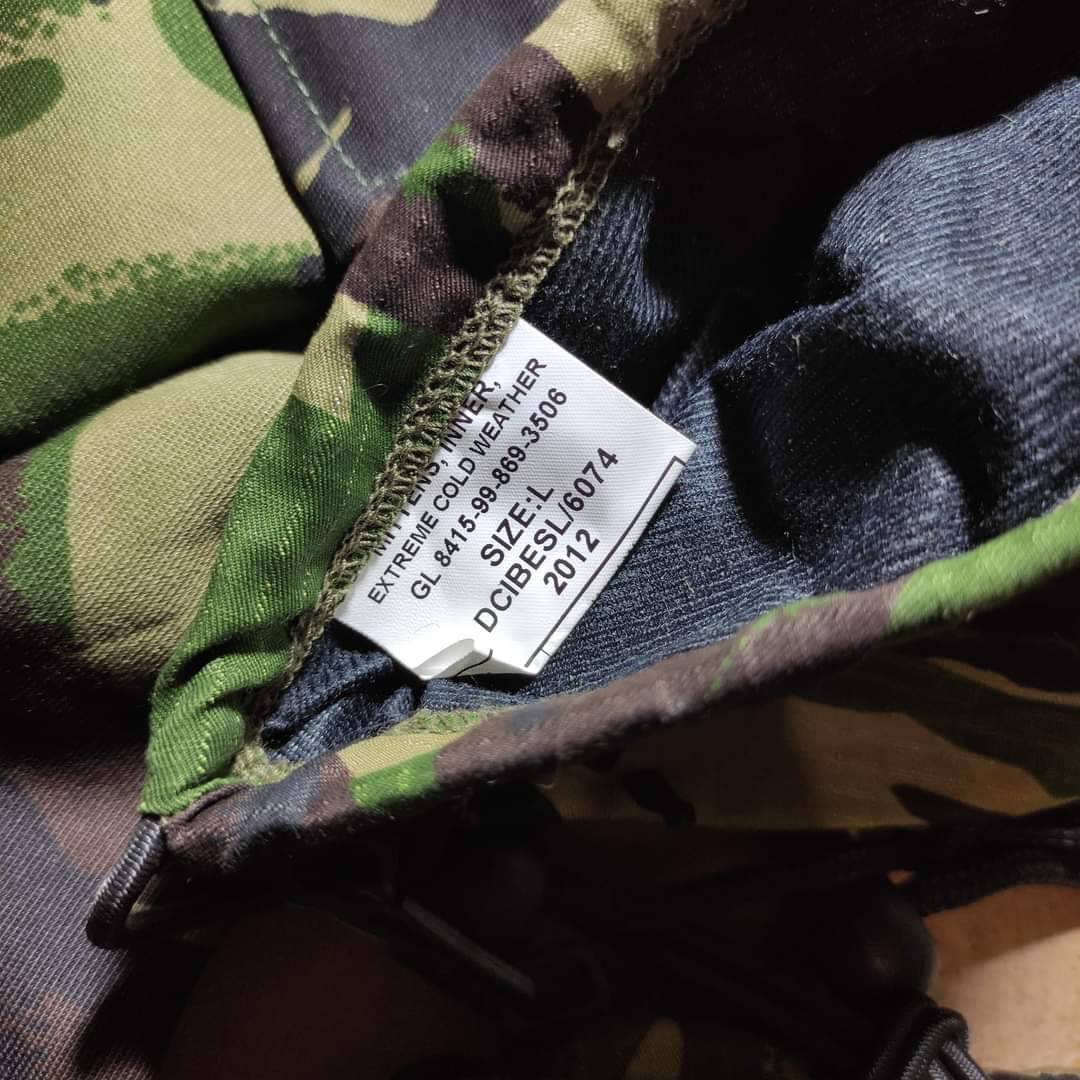 MITTENS, INNER,
EXTREME COLD WEATHER
GL 8415-99-869-3506
SIZE:L
DCIBESL/6074
2012